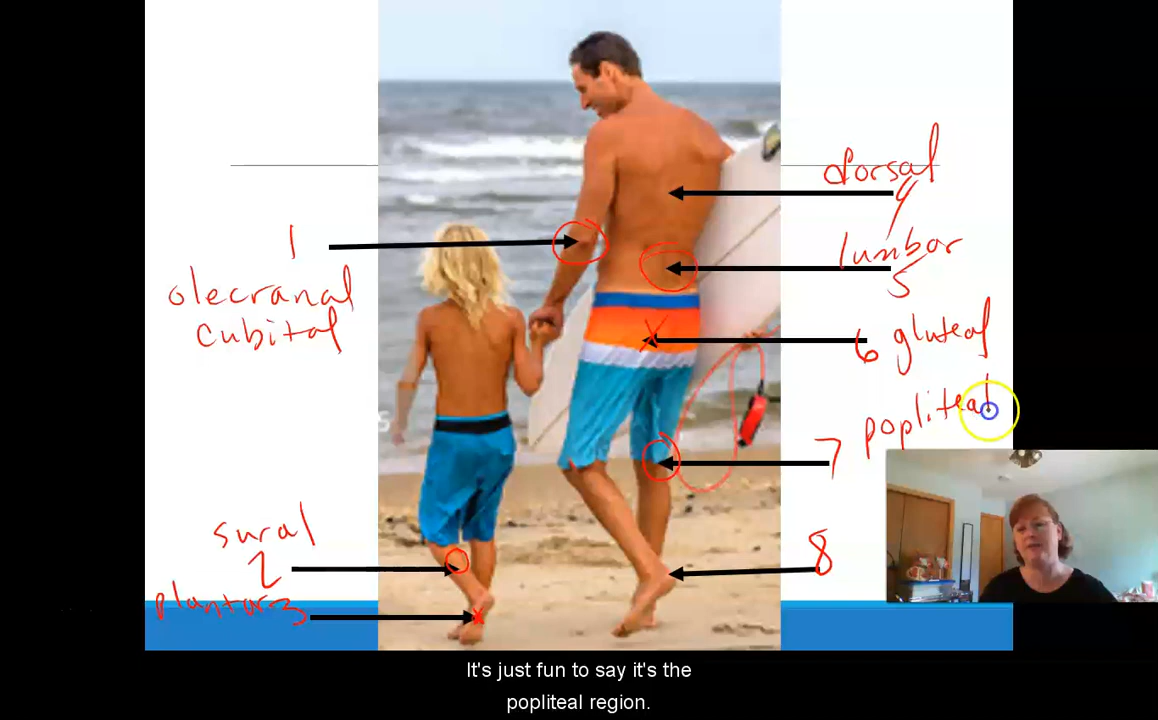 dorsal
4
1
olecranal
cubital
lumbar
5
6 gluteal
7 popliteal
sural
2
plantar 3
8
It's just fun to say it's the
popliteal region.